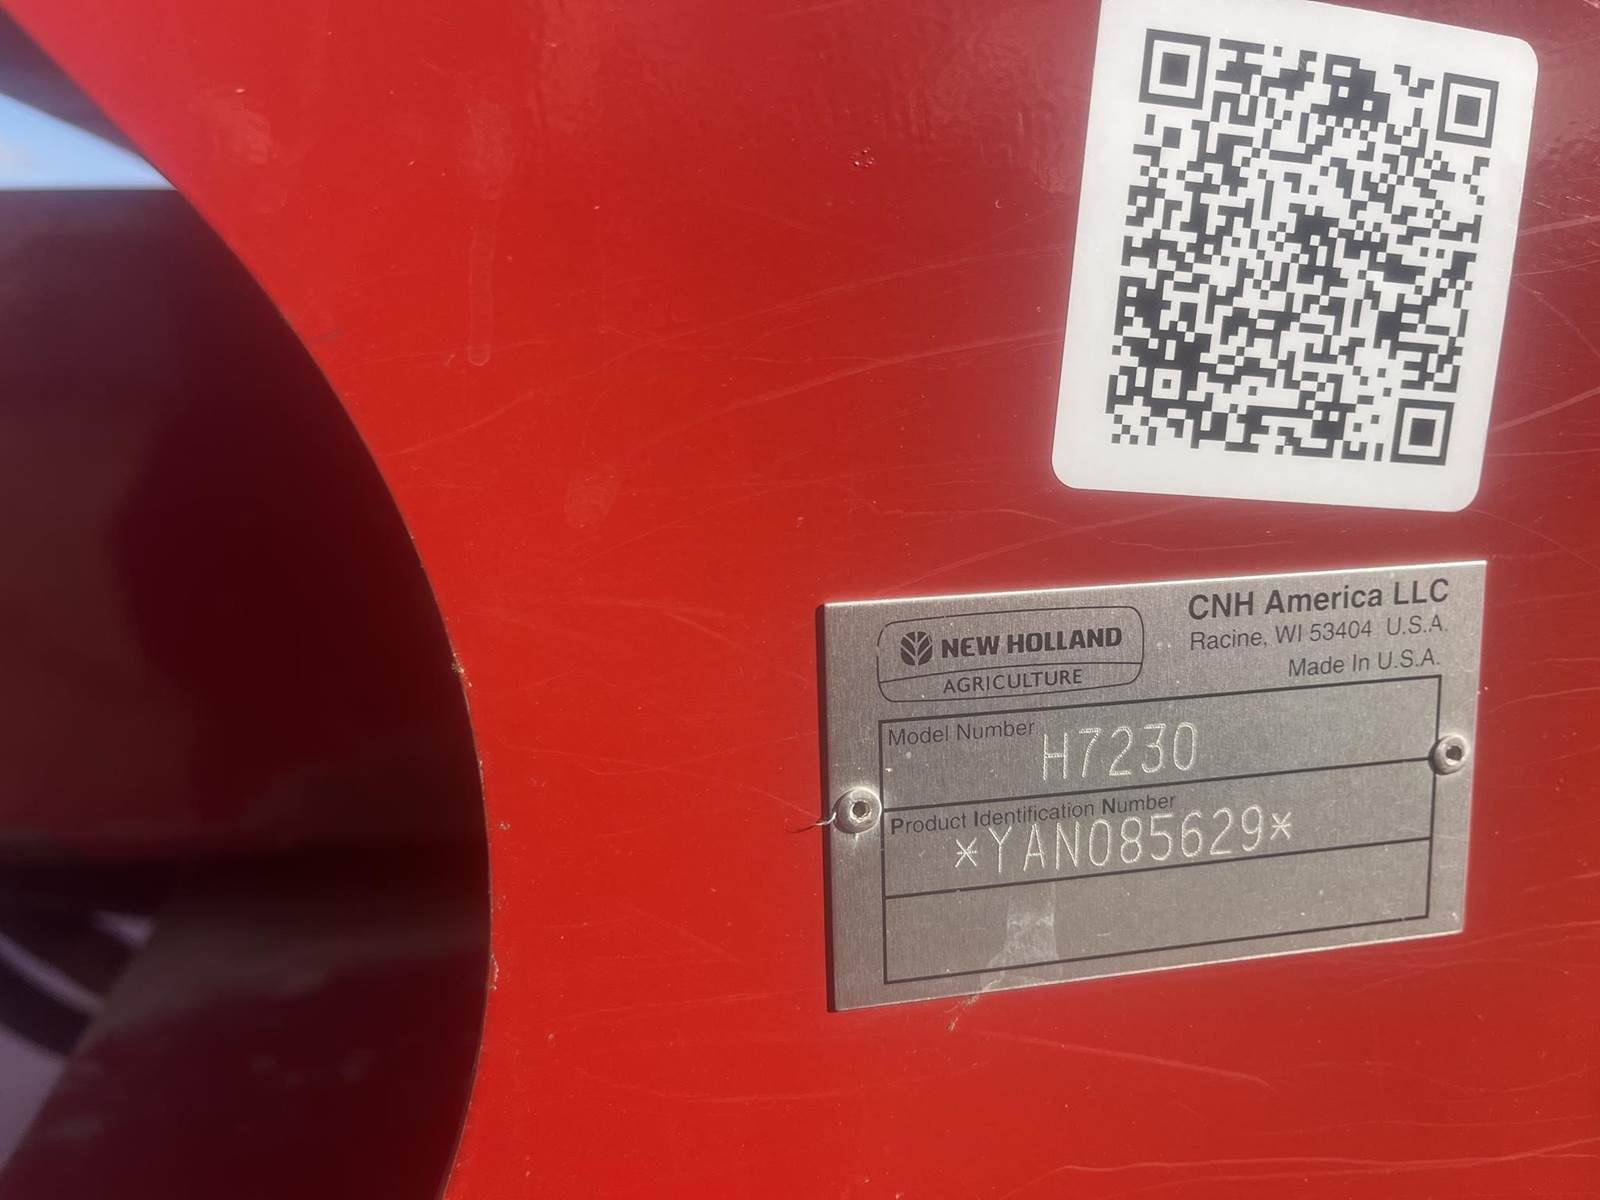 NEW HOLLAND
AGRICULTURE
CNH America LLC
Racine, WI 53404 U.S.A.
Made In U.S.A.
Model Number H7230
Product Identification Number
*YAN085629*